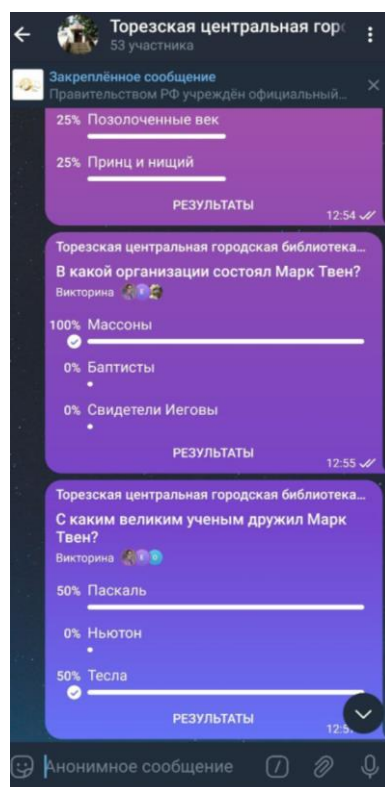 Торезская центральная гор
53 участника
Закреплённое сообщение
Правительством РФ учреждён официальный...
25% Позолоченные век
25% Принц и нищий
РЕЗУЛЬТАТЫ
12:54
Торезская центральная городская библиотека...
В какой организации состоял Марк Твен?
Викторина
100% Массоны
0% Баптисты
0% Свидетели Иеговы
РЕЗУЛЬТАТЫ
12:55
Торезская центральная городская библиотека...
С каким великим ученым дружил Марк
Твен?
Викторина
50% Паскаль
0% Ньютон
50% Тесла
РЕЗУЛЬТАТЫ
Анонимное сообщение